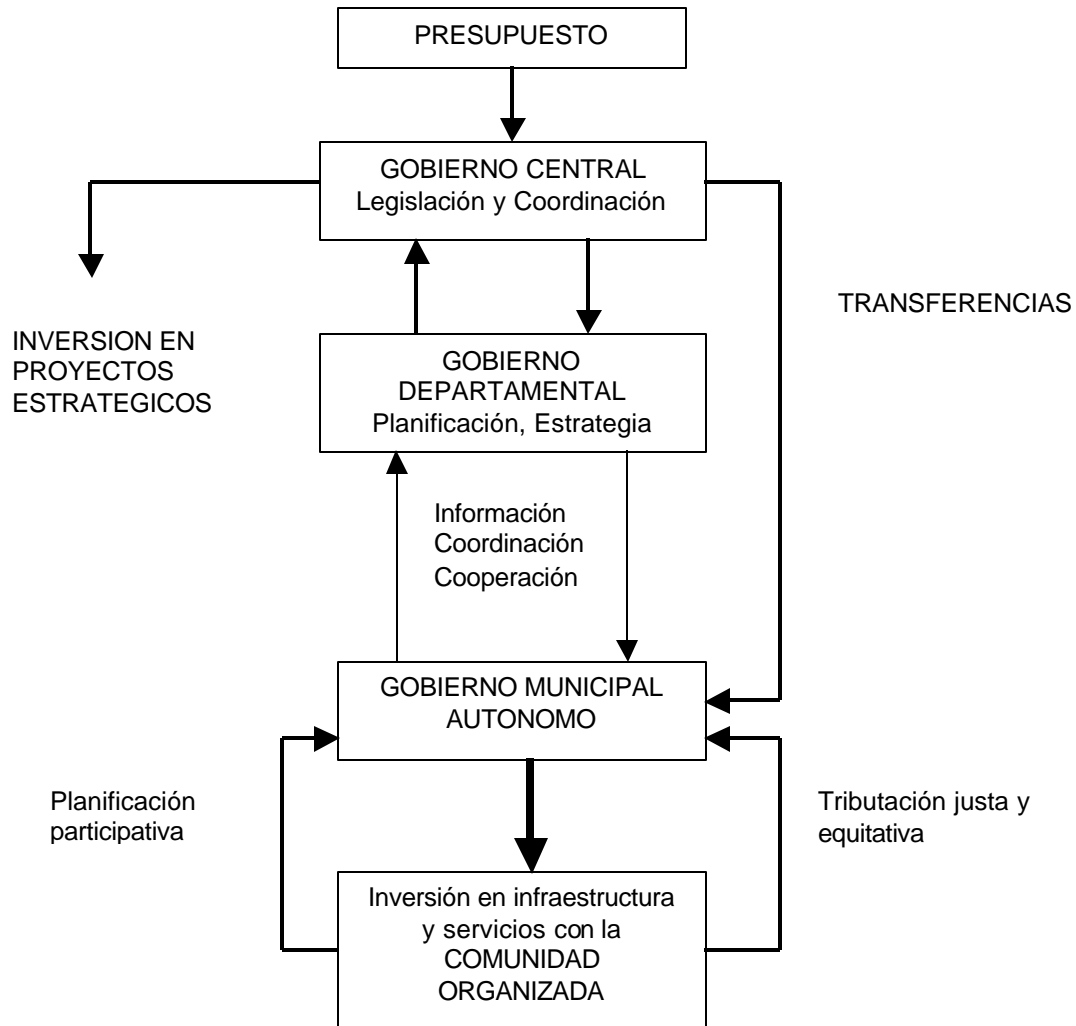 PRESUPUESTO
GOBIERNO CENTRAL
Legislación y Coordinación
TRANSFERENCIAS
INVERSION EN
PROYECTOS
ESTRATEGICOS
GOBIERNO
DEPARTAMENTAL
Planificación, Estrategia
Información
Coordinación
Cooperación
GOBIERNO MUNICIPAL
AUTONOMO
Planificación
participativa
Tributación justa y
equitativa
Inversión en infraestructura
y servicios con la
COMUNIDAD
ORGANIZADA